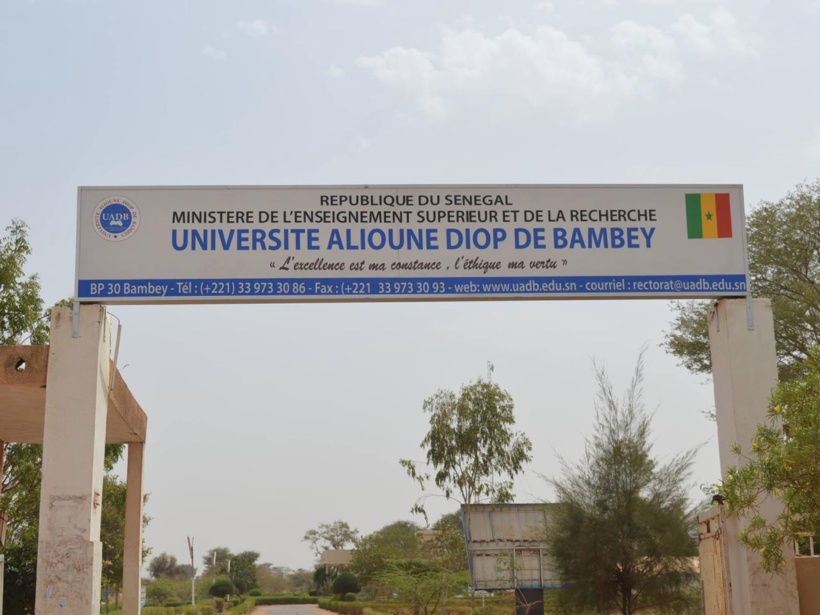 REPUBLIQUE DU SENEGAL
MINISTERE DE L'ENSEIGNEMENT SUPERIEUR ET DE LA RECHERCHE
UNIVERSITE ALIOUNE DIOP DE BAMBEY
« L'excellence est ma constance , l'éthique ma vertu »
BP 30 Bambey - Tél : (+221) 33 973 30 86 - Fax : (+221 33 973 30 93 - web: www.uadb.edu.sn - courriel : rectorat@uadb.edu.sn
UADB